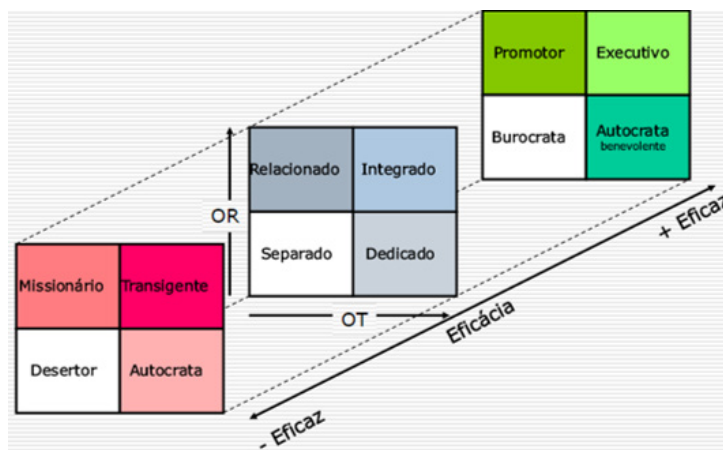 Promotor
Executivo
Burocrata
Autocrata
benevolente
Relacionado
Integrado
OR
Separado
Dedicado
OT
Missionário
Transigente
Desertor
Autocrata
+ Eficaz
Eficácia
- Eficaz